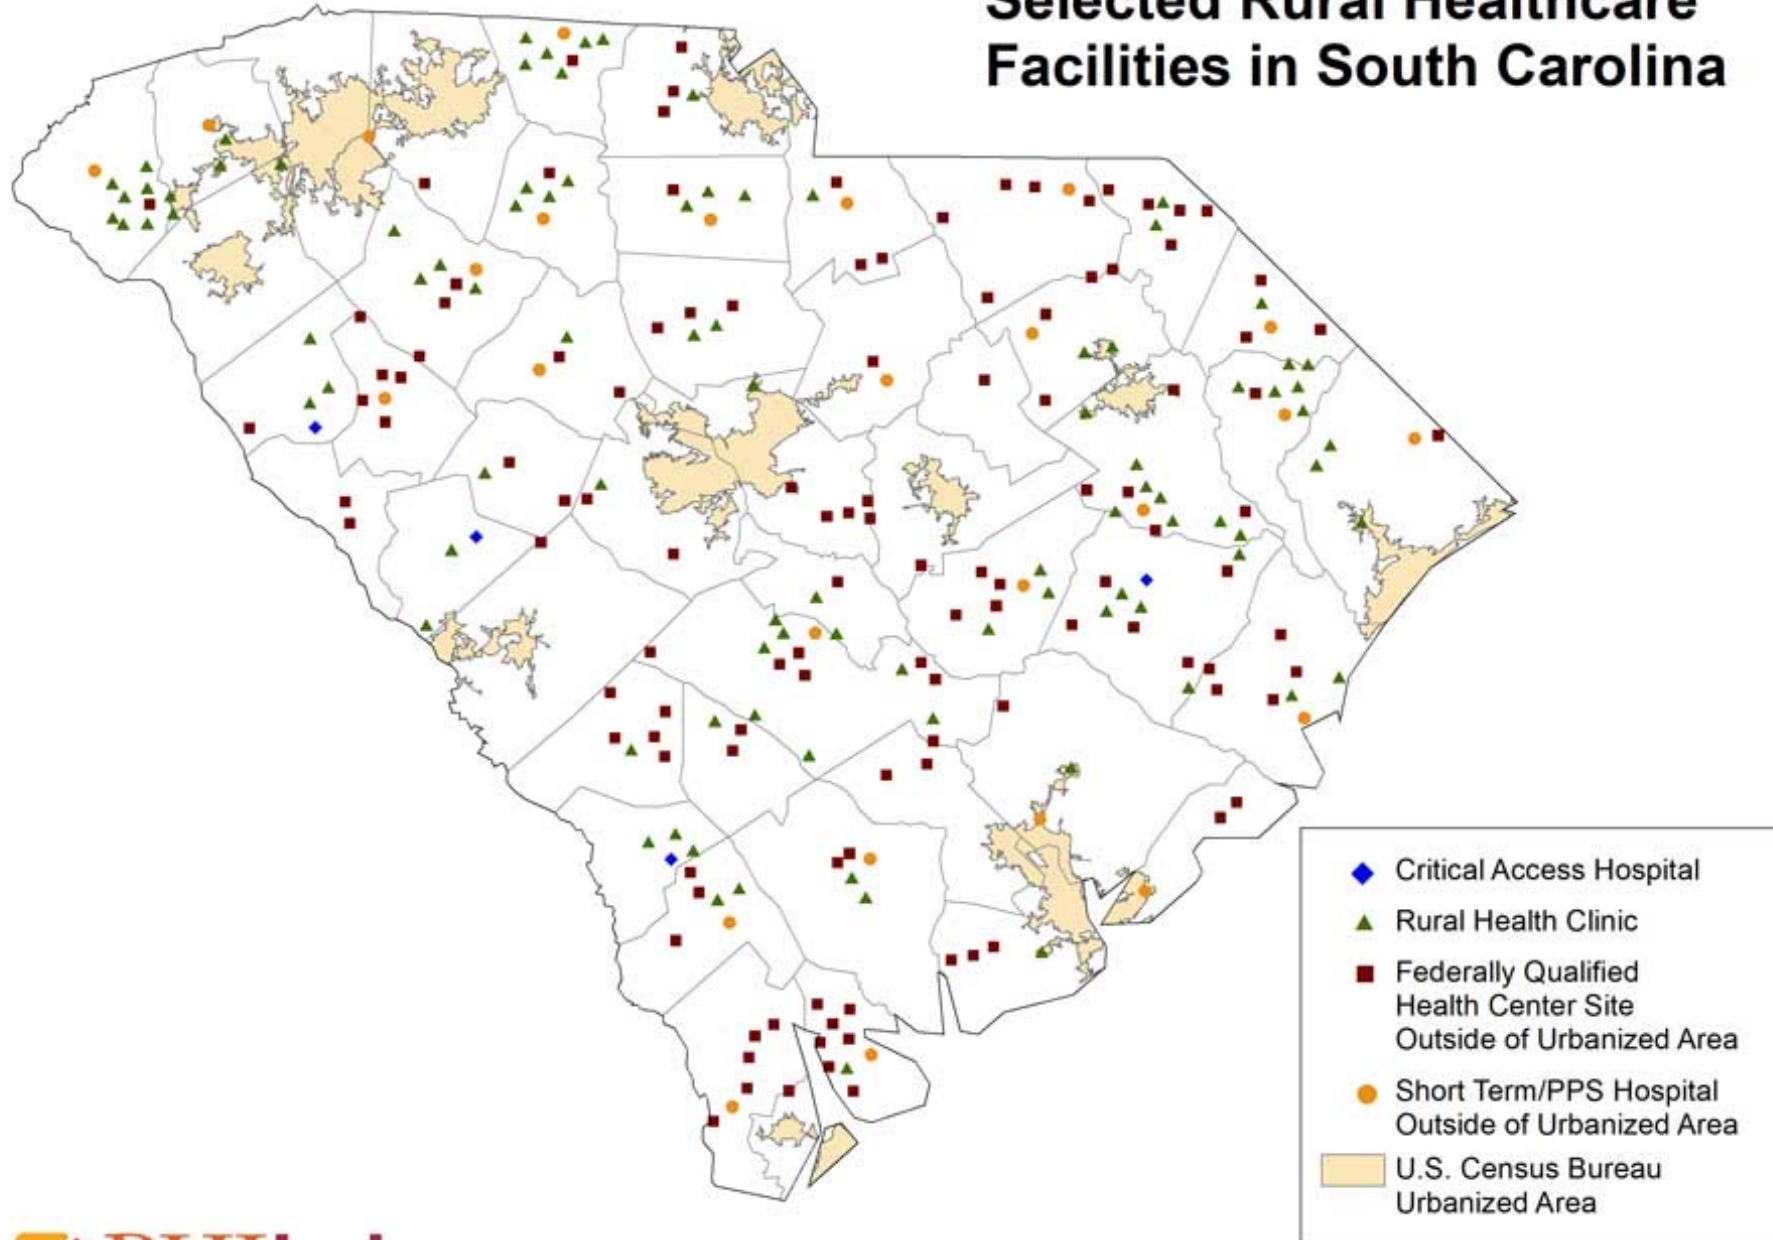 Selected Rural Healthcare
Facilities in South Carolina
Critical Access Hospital
Rural Health Clinic
Federally Qualified
Health Center Site
Outside of Urbanized Area
Short Term/PPS Hospital
Outside of Urbanized Area
U.S. Census Bureau
Urbanized Area